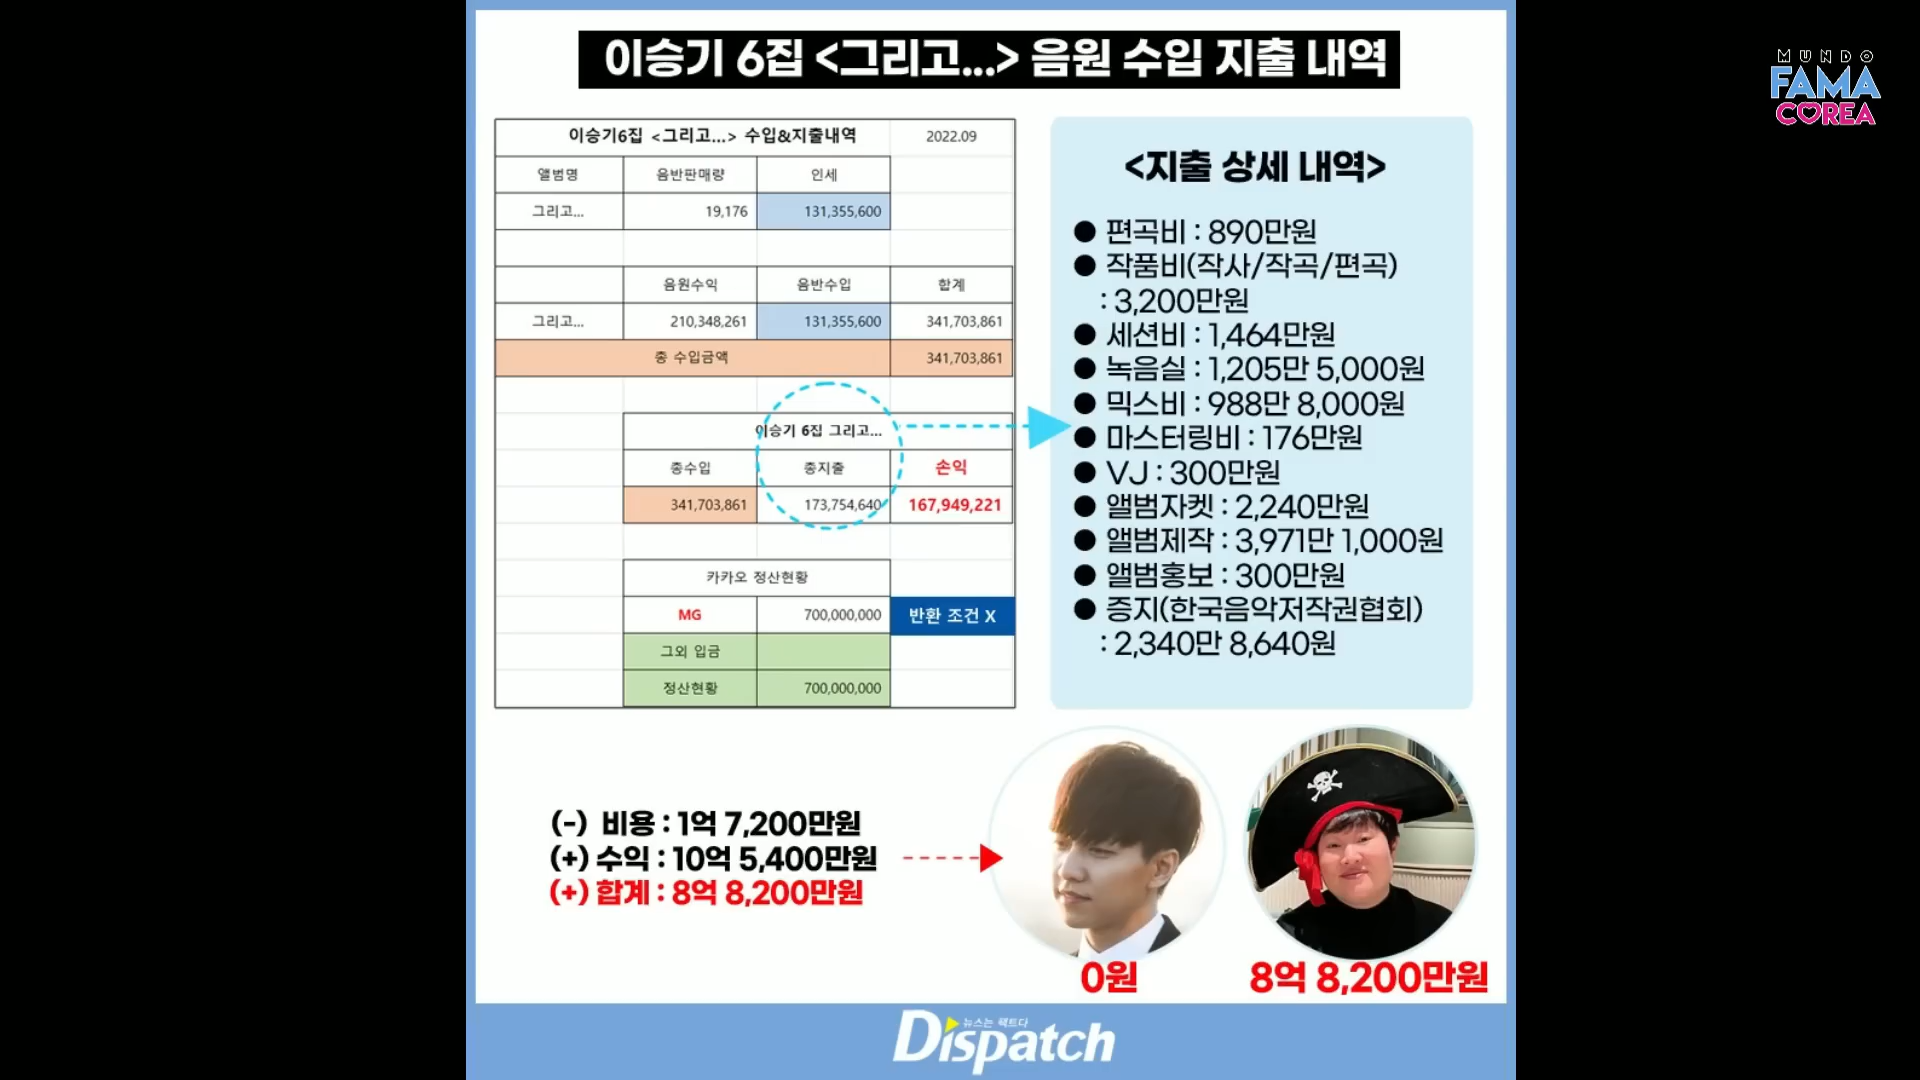 이승기 6집 <그리고...> 음원 수입 지출 내역
MUNDO
FAMA
COREA
이승기6집 <그리고...> 수입&지출내역 2022.09
앨범명 음반판매량 인세
그리고... 19,176 131,355,600
음원수익 음반수입 합계
그리고... 210,348,261 131,355,600 341,703,861
총 수입금액 341,703,861
이승기 6집 그리고...
총수입 총지출 손익
341,703,861 173,754,640 167,949,221
카카오 정산현황
MG 700,000,000 반환 조건 X
그외 입금
정산현황 700,000,000
<지출 상세 내역>
● 편곡비 : 890만원
● 작품비(작사/작곡/편곡)
: 3,200만원
● 세션비 : 1,464만원
● 녹음실 : 1,205만 5,000원
● 믹스비 : 988만 8,000원
● 마스터링비 : 176만원
● VJ : 300만원
● 앨범자켓 : 2,240만원
● 앨범제작 : 3,971만 1,000원
● 앨범홍보 : 300만원
● 증지(한국음악저작권협회)
: 2,340만 8,640원
(-) 비용 : 1억 7,200만원
(+) 수익 : 10억 5,400만원
(+) 합계 : 8억 8,200만원
0원 8억 8,200만원
뉴스는 팩트다
Dispatch